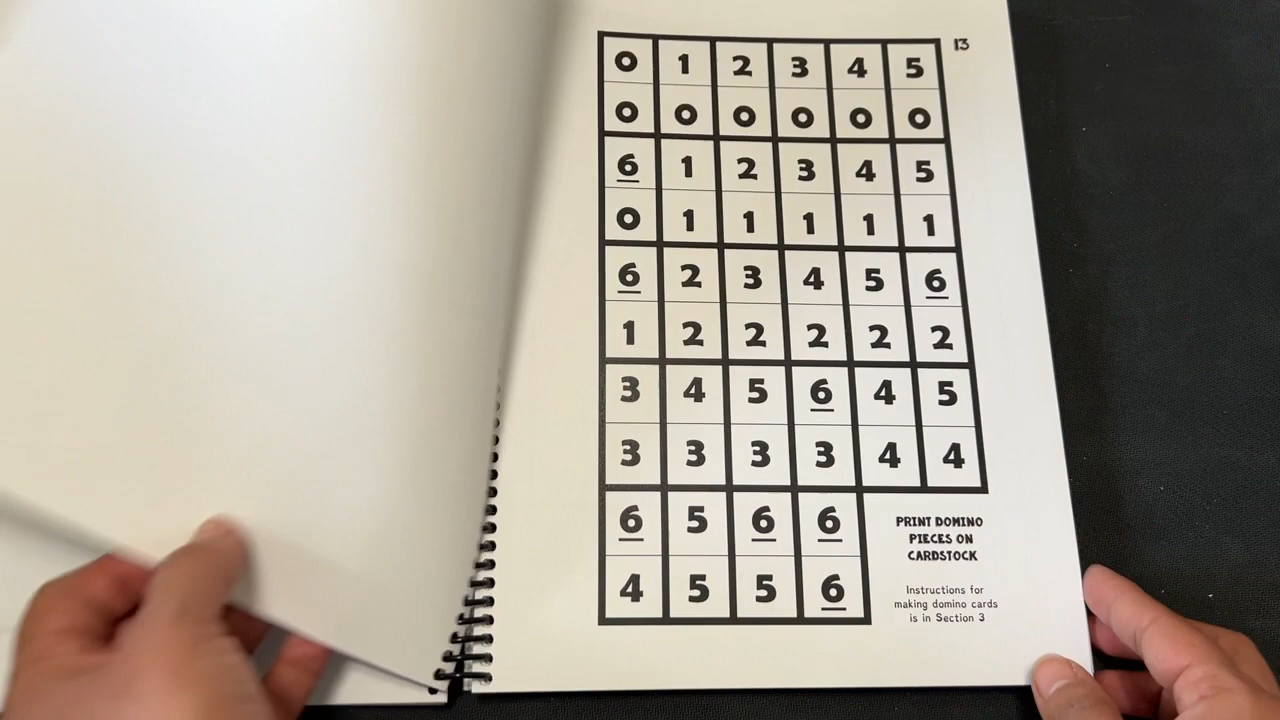 13
0 1 2 3 4 5
0 0 0 0 0 0
6 1 2 3 4 5
0 1 1 1 1 1
6 2 3 4 5 6
1 2 2 2 2 2
3 4 5 6 4 5
3 3 3 3 4 4
6 5 6 6
4 5 5 6
PRINT DOMINO
PIECES ON
CARDSTOCK
Instructions for
making domino cards
is in Section 3